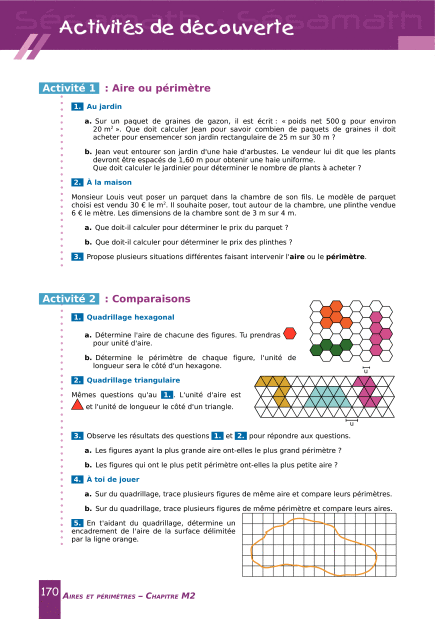 Sésamath Sésamath
Activités de découverte
Activité 1 : Aire ou périmètre
1. Au jardin
a. Sur un paquet de graines de gazon, il est écrit : « poids net 500 g pour environ
20 m² ». Que doit calculer Jean pour savoir combien de paquets de graines il doit
acheter pour ensemencer son jardin rectangulaire de 25 m sur 30 m ?
b. Jean veut entourer son jardin d'une haie d'arbustes. Le vendeur lui dit que les plants
devront être espacés de 1,60 m pour obtenir une haie uniforme.
Que doit calculer le jardinier pour déterminer le nombre de plants à acheter ?
2. À la maison
Monsieur Louis veut poser un parquet dans la chambre de son fils. Le modèle de parquet
choisi est vendu 30 € le m². Il souhaite poser, tout autour de la chambre, une plinthe vendue
6 € le mètre. Les dimensions de la chambre sont de 3 m sur 4 m.
a. Que doit-il calculer pour déterminer le prix du parquet ?
b. Que doit-il calculer pour déterminer le prix des plinthes ?
3. Propose plusieurs situations différentes faisant intervenir l'aire ou le périmètre.
Activité 2 : Comparaisons
1. Quadrillage hexagonal
a. Détermine l'aire de chacune des figures. Tu prendras
pour unité d'aire.
b. Détermine le périmètre de chaque figure, l'unité de
longueur sera le côté d'un hexagone.
u
2. Quadrillage triangulaire
Mêmes questions qu'au 1. . L'unité d'aire est
et l'unité de longueur le côté d'un triangle.
u
3. Observe les résultats des questions 1. et 2. pour répondre aux questions.
a. Les figures ayant la plus grande aire ont-elles le plus grand périmètre ?
b. Les figures qui ont le plus petit périmètre ont-elles la plus petite aire ?
4. À toi de jouer
a. Sur du quadrillage, trace plusieurs figures de même aire et compare leurs périmètres.
b. Sur du quadrillage, trace plusieurs figures de même périmètre et compare leurs aires.
5. En t'aidant du quadrillage, détermine un
encadrement de l'aire de la surface délimitée
par la ligne orange.
170 Aires et périmètres – Chapitre M2